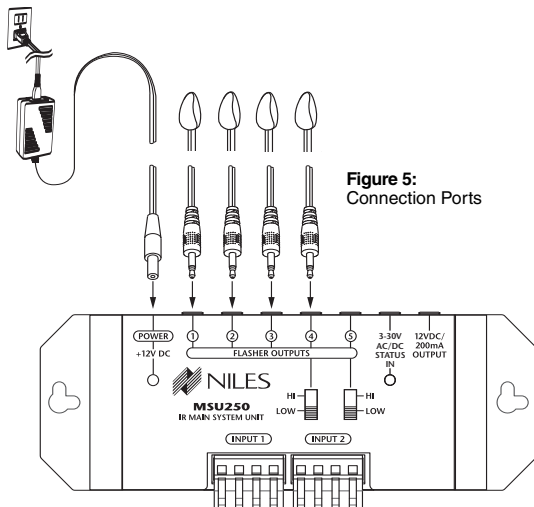 Figure 5:
Connection Ports
POWER
+12V DC
1 2 3 4 5
FLASHER OUTPUTS
3-30V
AC/DC
STATUS
IN
12VDC/
200mA
OUTPUT
NILES
MSU250
IR MAIN SYSTEM UNIT
HI
LOW
HI
LOW
INPUT 1
INPUT 2